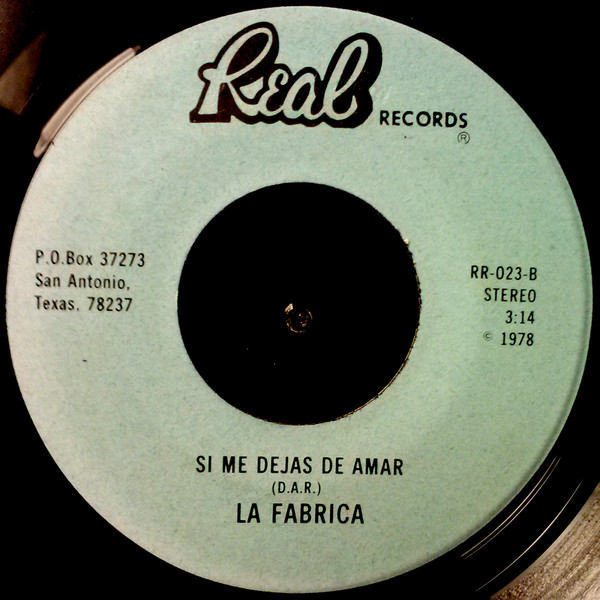 Real
RECORDS
®
P.O.Box 37273
San Antonio,
Texas. 78237
RR-023-B
STEREO
3:14
© 1978
SI ME DEJAS DE AMAR
(D.A.R.)
LA FABRICA